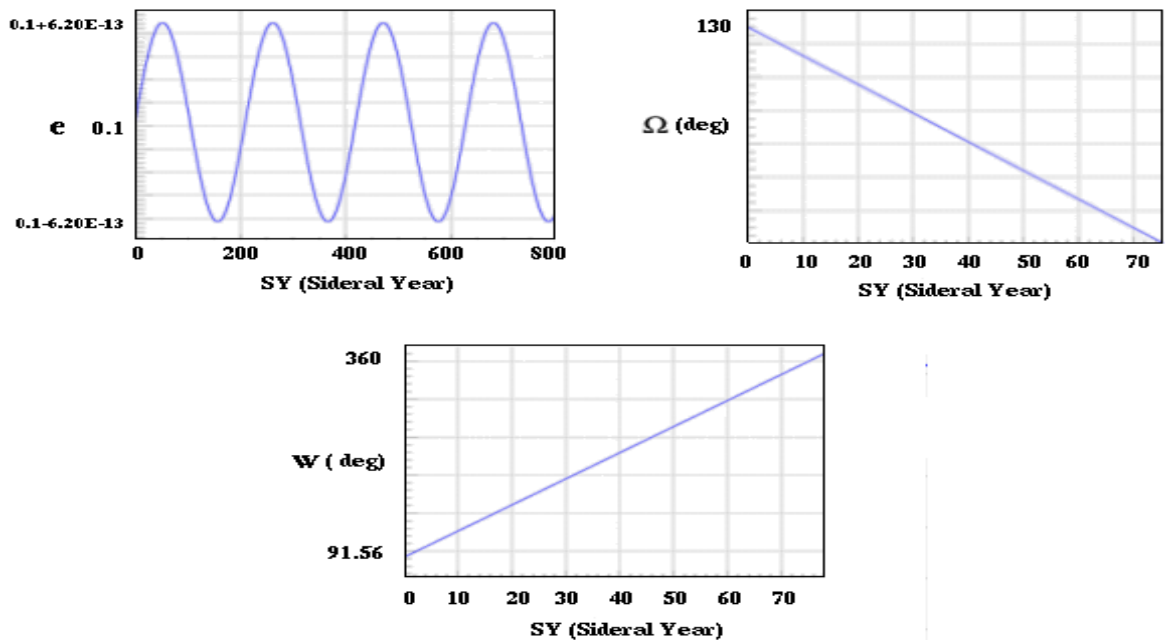 0.1+6.20E-13
e 0.1
0.1-6.20E-13
0 200 400 600 800
SY (Sideral Year)
130
Ω (deg)
0 10 20 30 40 50 60 70
SY (Sideral Year)
360
W ( deg)
91.56
0 10 20 30 40 50 60 70
SY (Sideral Year)